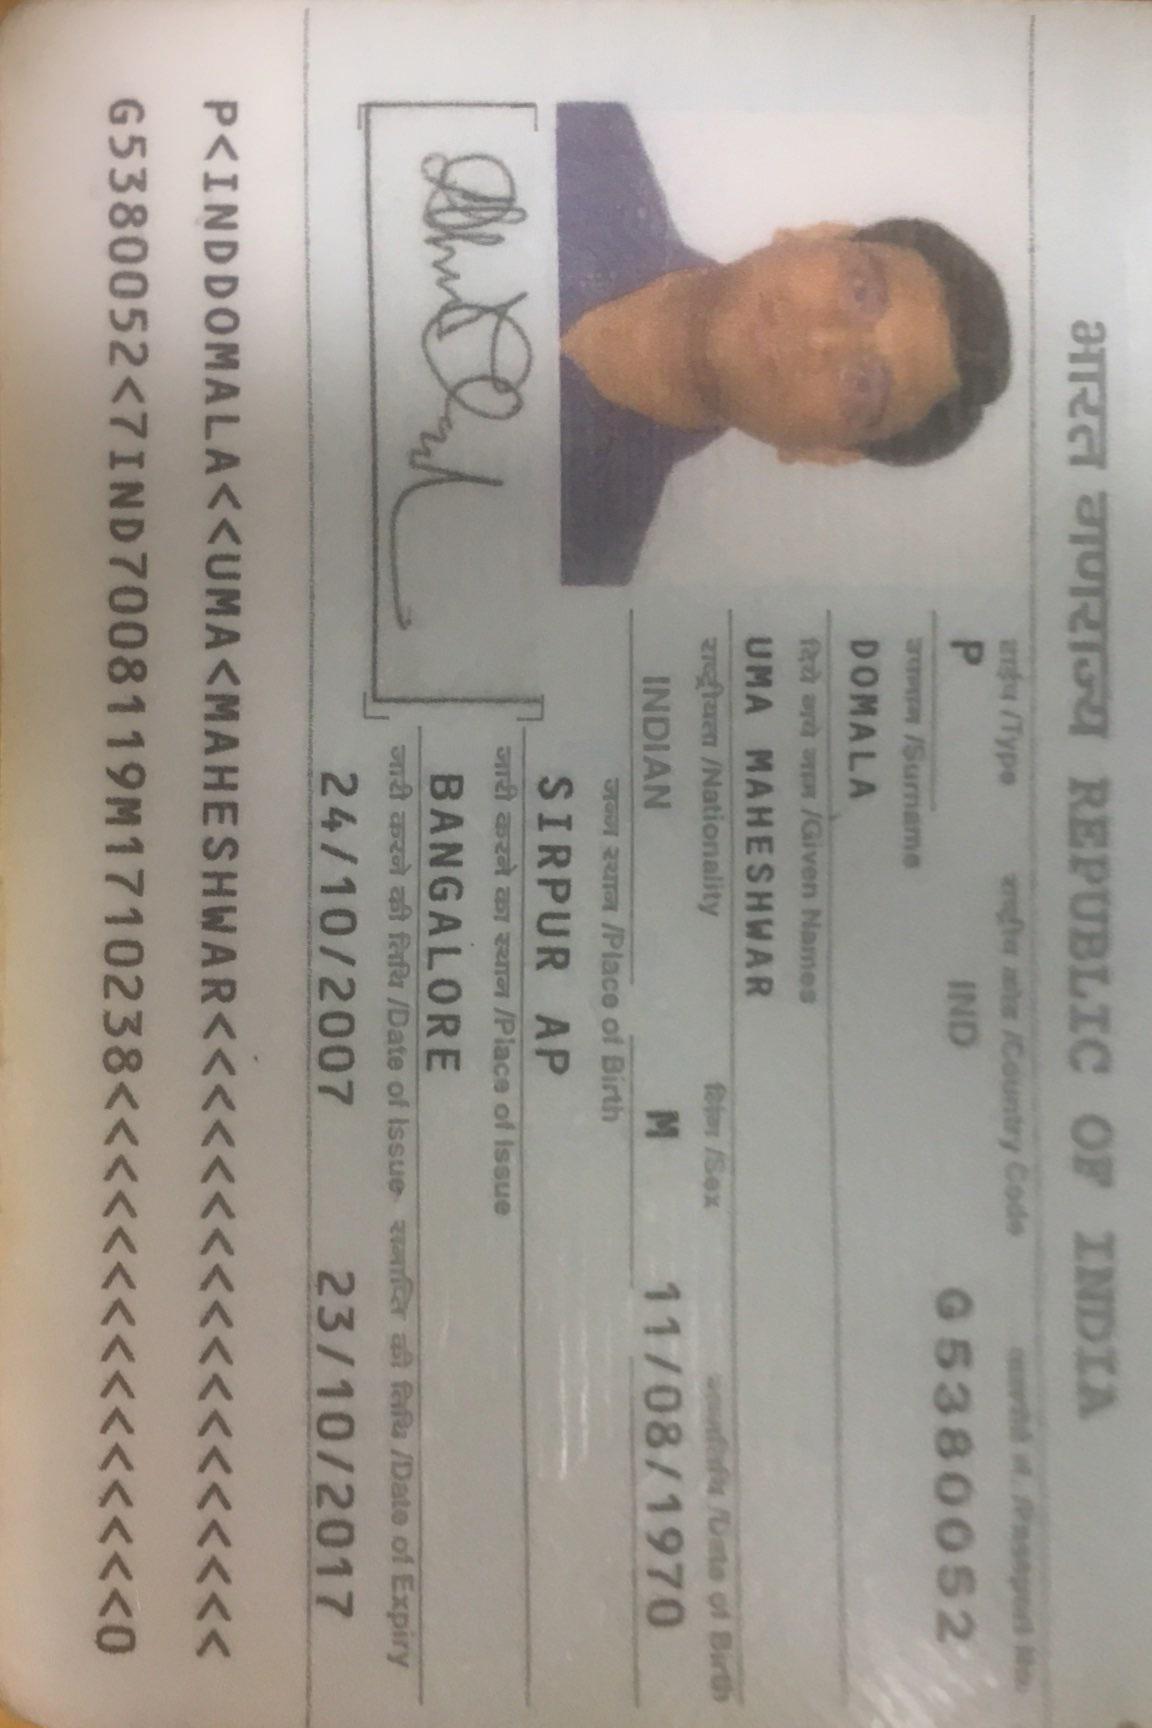 भारत गणराज्य REPUBLIC OF INDIA
टाईप /Type राष्ट्रीय कोड /Country Code पासपोर्ट नं. /Passport No.
P IND G5380052
उपनाम /Surname
DOMALA
दिये गये नाम /Given Names
UMA MAHESHWAR
राष्ट्रीयता /Nationality लिंग /Sex जन्मतिथि /Date of Birth
INDIAN M 11/08/1970
जन्म स्थान /Place of Birth
SIRPUR AP
जारी करने का स्थान /Place of Issue
BANGALORE
जारी करने की तिथि /Date of Issue समाप्ति की तिथि /Date of Expiry
24/10/2007 23/10/2017
P<INDDOMALA<<UMA<MAHESHWAR<<<<<<<<<<<<<<<<<<
G5380052<7IND7008119M1710238<<<<<<<<<<<<<<<0